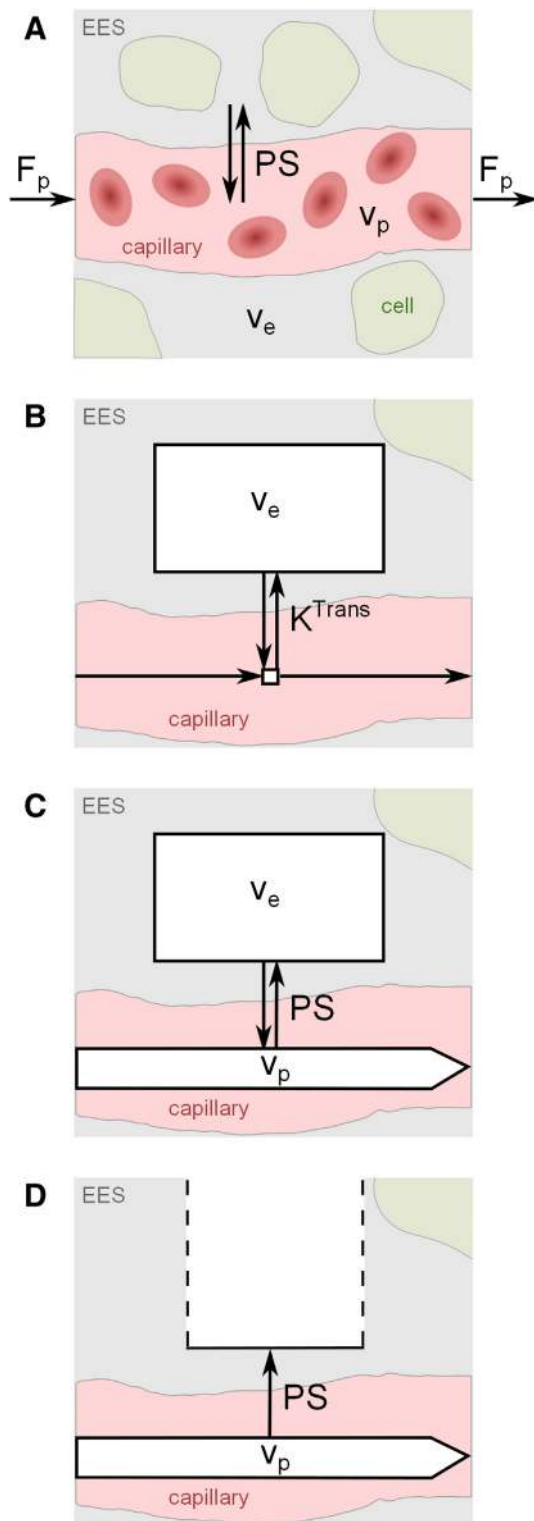 A
EES
PS
F_p
F_p
v_p
capillary
v_e
cell
B
EES
v_e
K^Trans
capillary
C
EES
v_e
PS
v_p
capillary
D
EES
PS
v_p
capillary